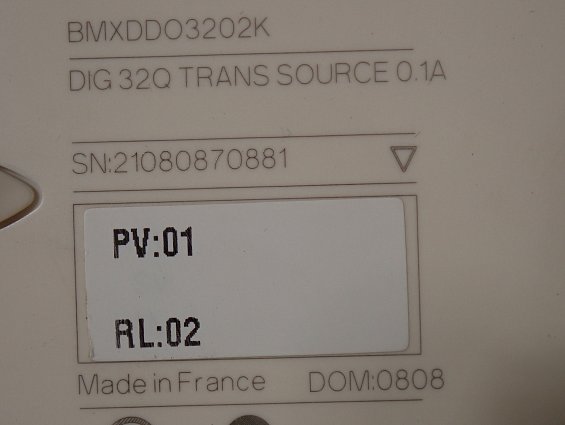 BMXDDO3202K
DIG 32Q TRANS SOURCE 0.1A
SN:21080870881
PV:01
RL:02
Made in France DOM:0808